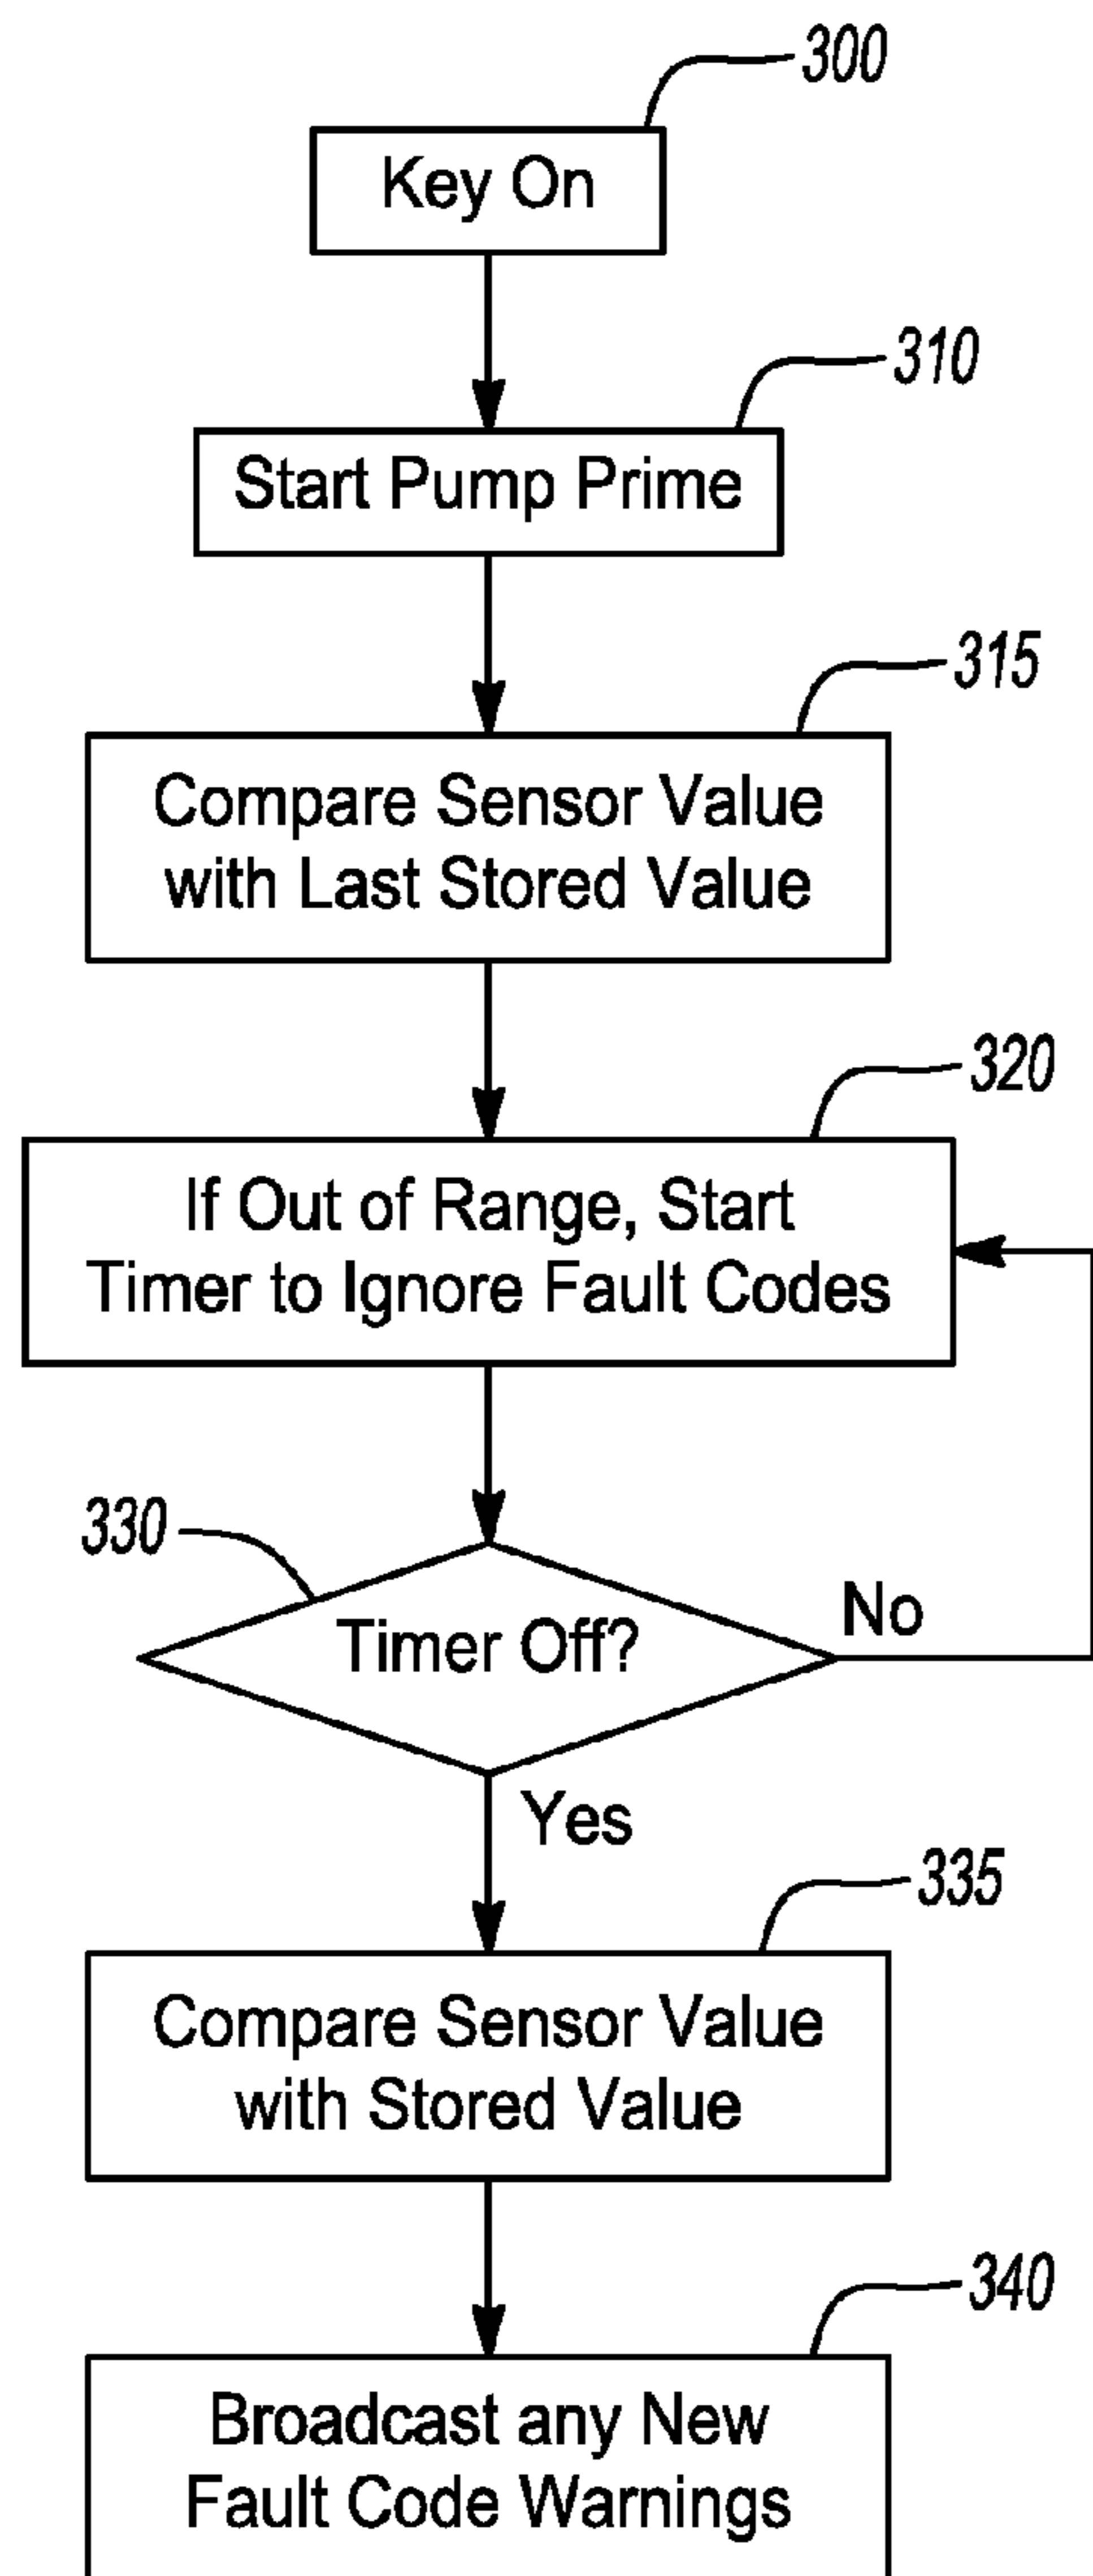 300
Key On
310
Start Pump Prime
315
Compare Sensor Value
with Last Stored Value
320
If Out of Range, Start
Timer to Ignore Fault Codes
330
Timer Off?
No
Yes
335
Compare Sensor Value
with Stored Value
340
Broadcast any New
Fault Code Warnings